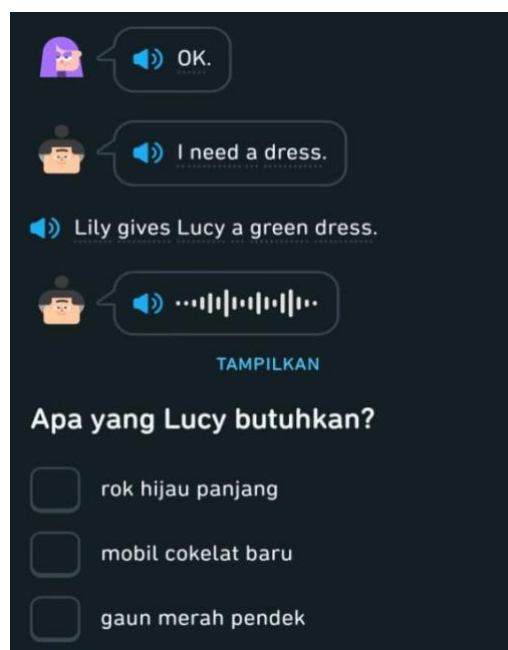 OK.
I need a dress.
Lily gives Lucy a green dress.
TAMPILKAN
Apa yang Lucy butuhkan?
rok hijau panjang
mobil cokelat baru
gaun merah pendek